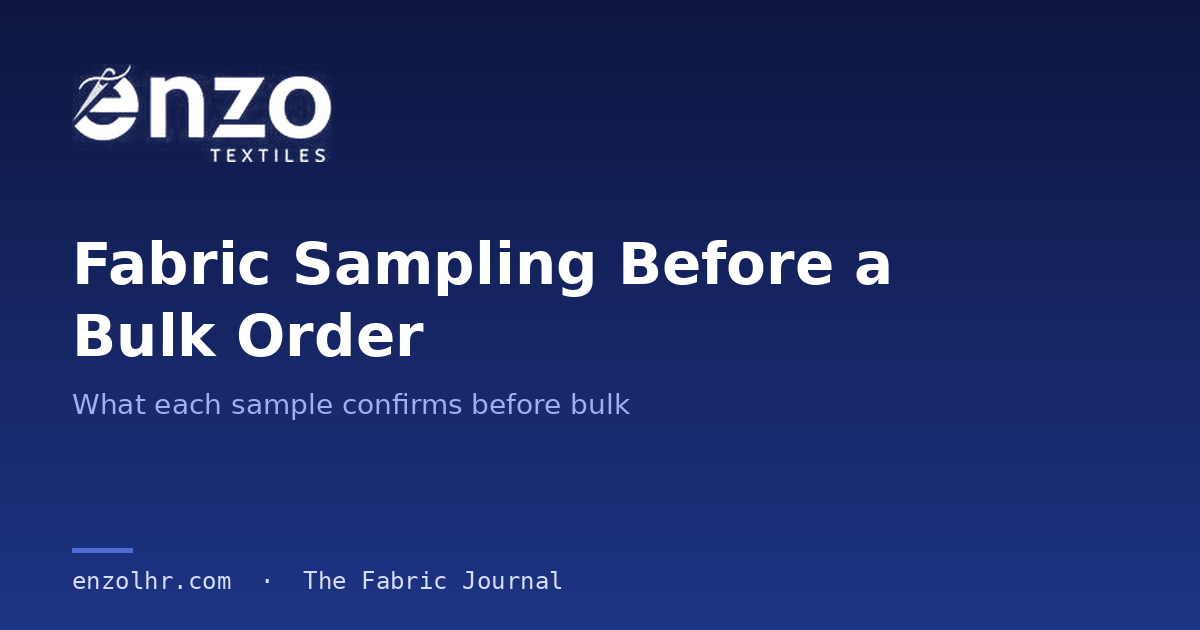 enzo
TEXTILES
Fabric Sampling Before a
Bulk Order
What each sample confirms before bulk
enzolhr.com · The Fabric Journal